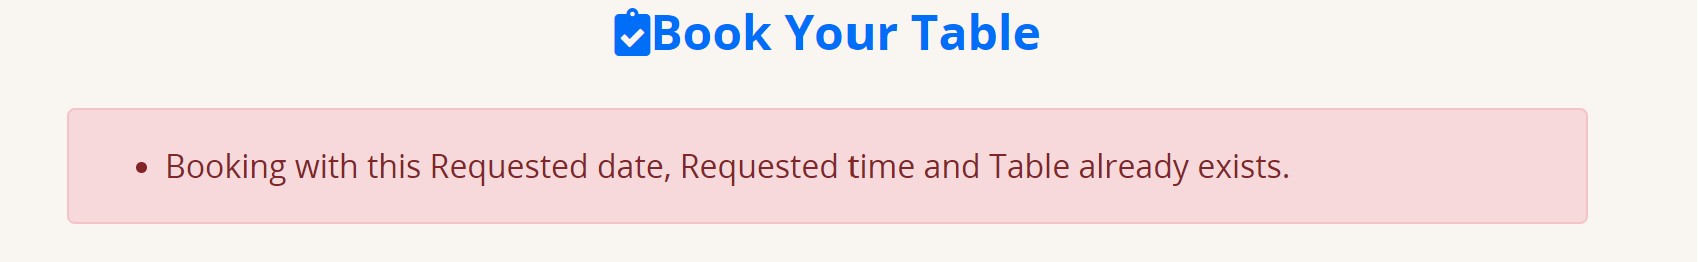 Book Your Table
Booking with this Requested date, Requested time and Table already exists.